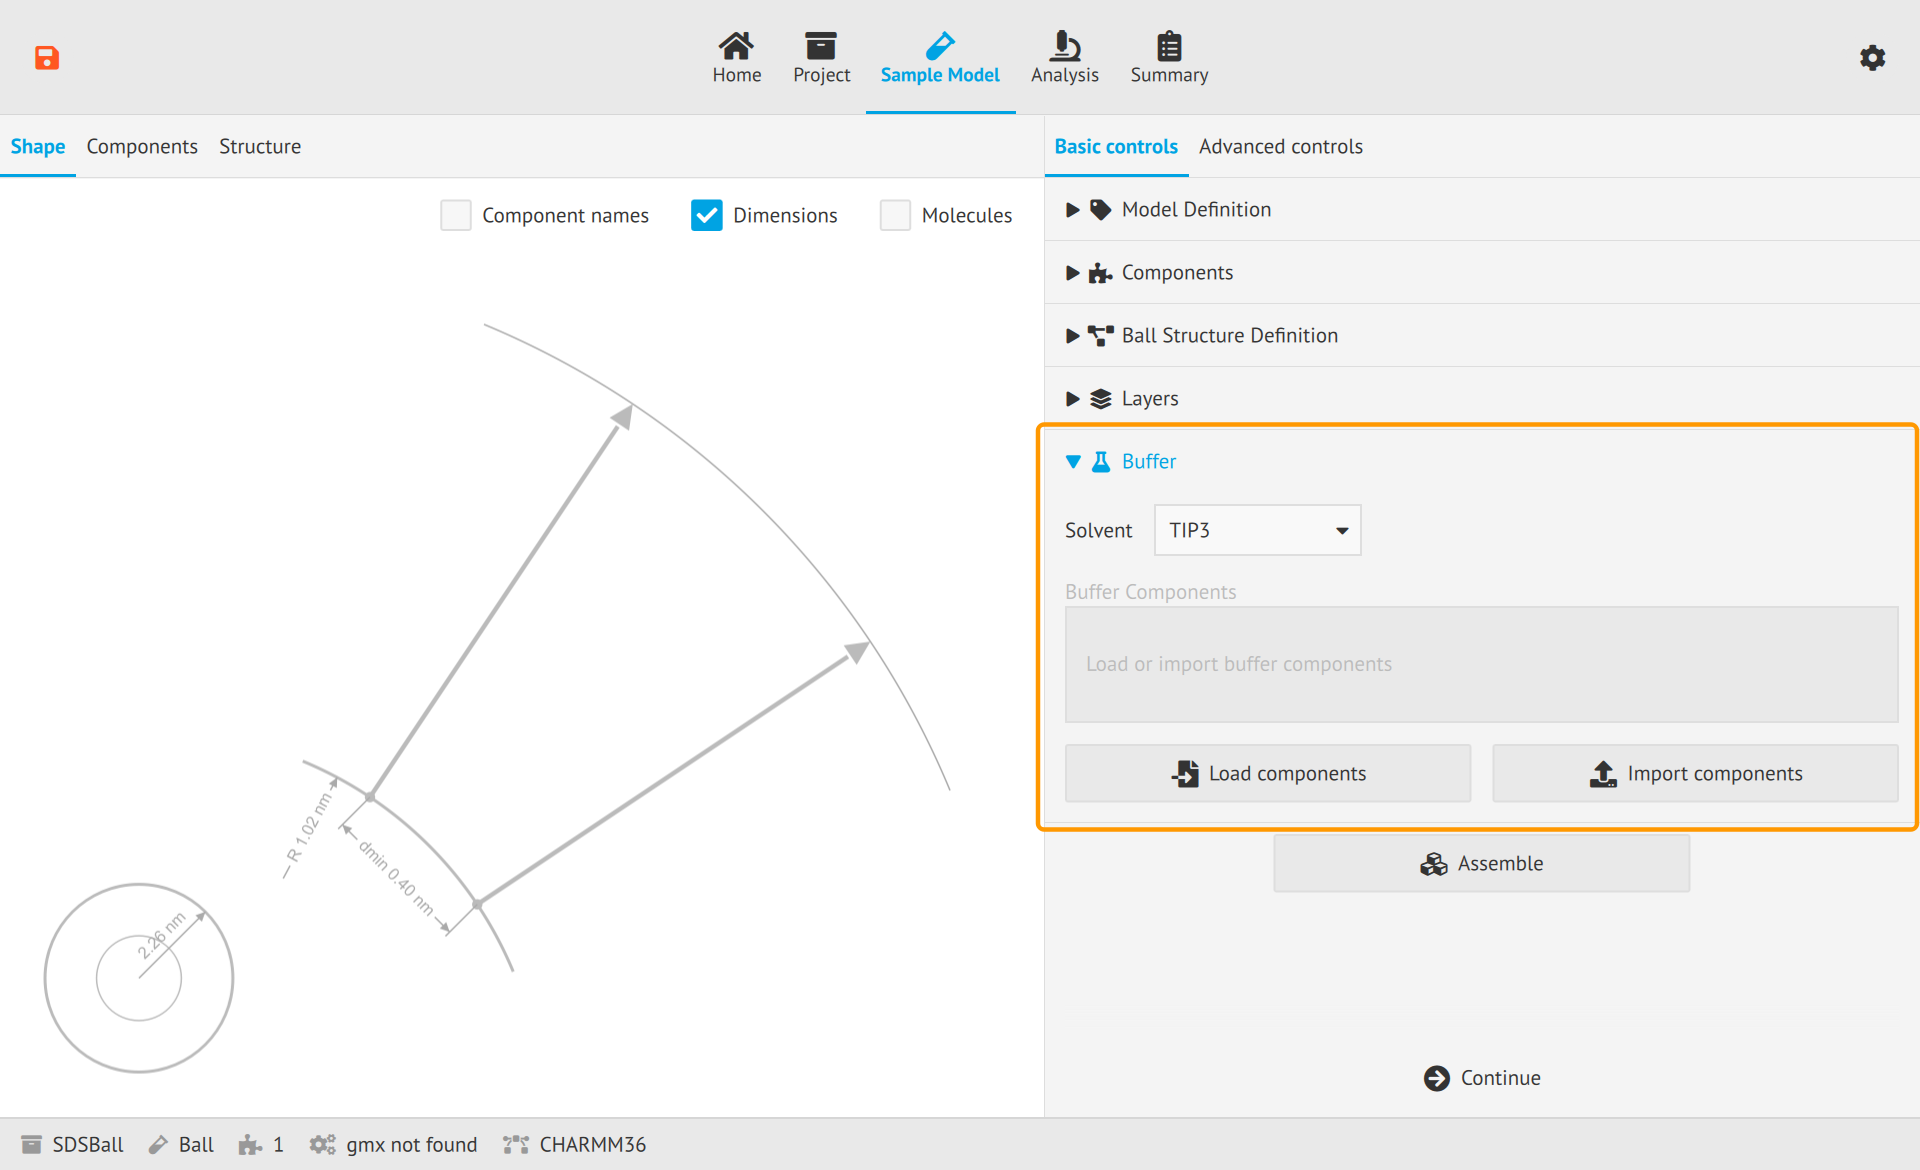 Home Project Sample Model Analysis Summary
Shape Components Structure
Basic controls Advanced controls
Component names Dimensions Molecules
Model Definition
Components
Ball Structure Definition
Layers
Buffer
Solvent TIP3
Buffer Components
Load or import buffer components
Load components Import components
Assemble
Continue
R 1.02 nm
dmin 0.40 nm
2.26 nm
SDSBall Ball 1 gmx not found CHARMM36